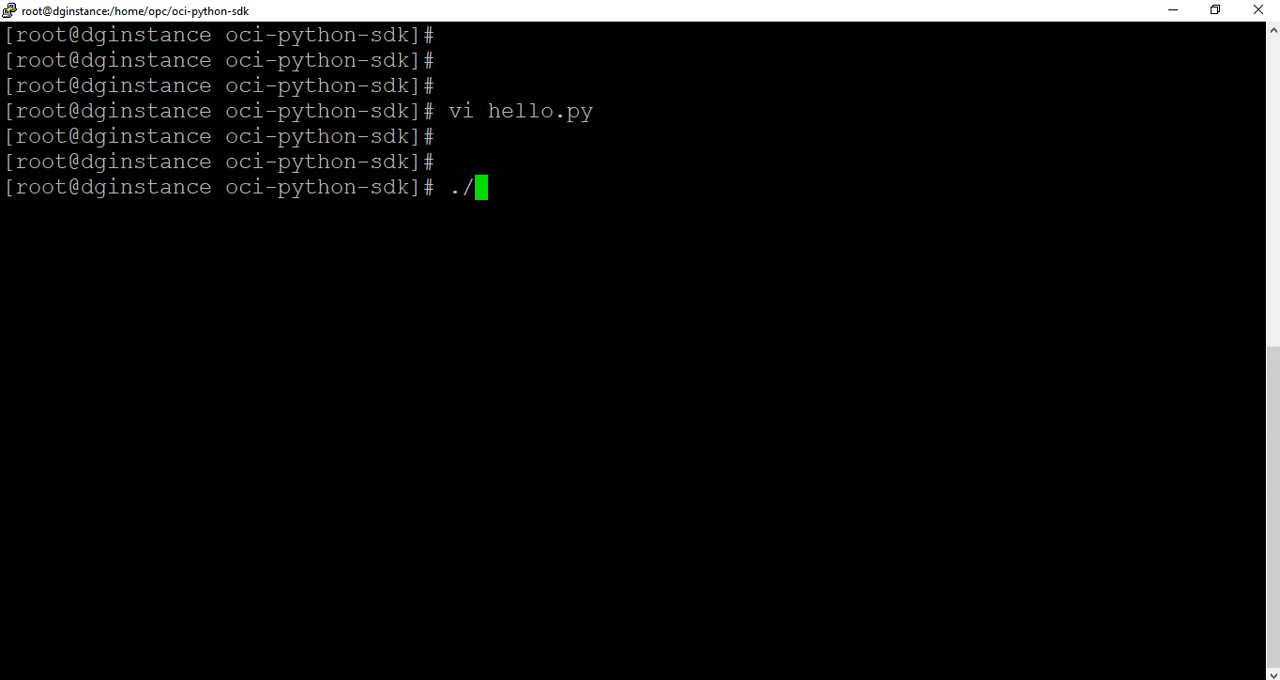 root@dginstance:/home/opc/oci-python-sdk
[root@dginstance oci-python-sdk]#
[root@dginstance oci-python-sdk]#
[root@dginstance oci-python-sdk]#
[root@dginstance oci-python-sdk]# vi hello.py
[root@dginstance oci-python-sdk]#
[root@dginstance oci-python-sdk]#
[root@dginstance oci-python-sdk]# ./